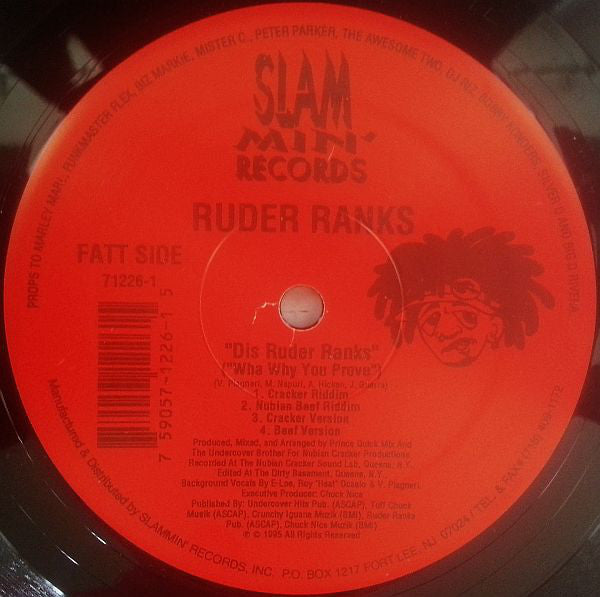 PROPS TO MARLEY MARL, FUNKMASTER FLEX, BIZ MARKIE, MISTER C., PETER PARKER, THE AWESOME TWO, DJ RIZ, BOBBY KONDERS, SILVER D AND BIG D RIVERA
SLAM
MIN'
RECORDS
RUDER RANKS
FATT SIDE
71226-1
7 59057-1226-1 5
"Dis Ruder Ranks"
("Wha Why You Prove")
(V. Piagneri, M. Napuri, A. Hicken, J. Guerra)
1. Cracker Riddim
2. Nubian Beef Riddim
3. Cracker Version
4. Beef Version
Produced, Mixed, and Arranged by Prince Quick Mix And
The Undercover Brother For Nubian Cracker Productions
Recorded At The Nubian Cracker Sound Lab, Queens, N.Y.
Edited At The Dirty Basement, Queens, N.Y.
Background Vocals By E-Lee, Roy "Heat" Ocasio & V. Piagneri
Executive Producer: Chuck Nice
Published By: Undercover Hits Pub. (ASCAP), Tuff Chuck
Muzik (ASCAP), Crunchy Iguana Muzik (BMI), Ruder Ranks
Pub. (ASCAP), Chuck Nice Muzik (BMI)
℗ © 1995 All Rights Reserved
Manufactured & Distributed by SLAMMIN' RECORDS, INC. P.O. BOX 1217 FORT LEE, NJ 07024 / TEL. & FAX